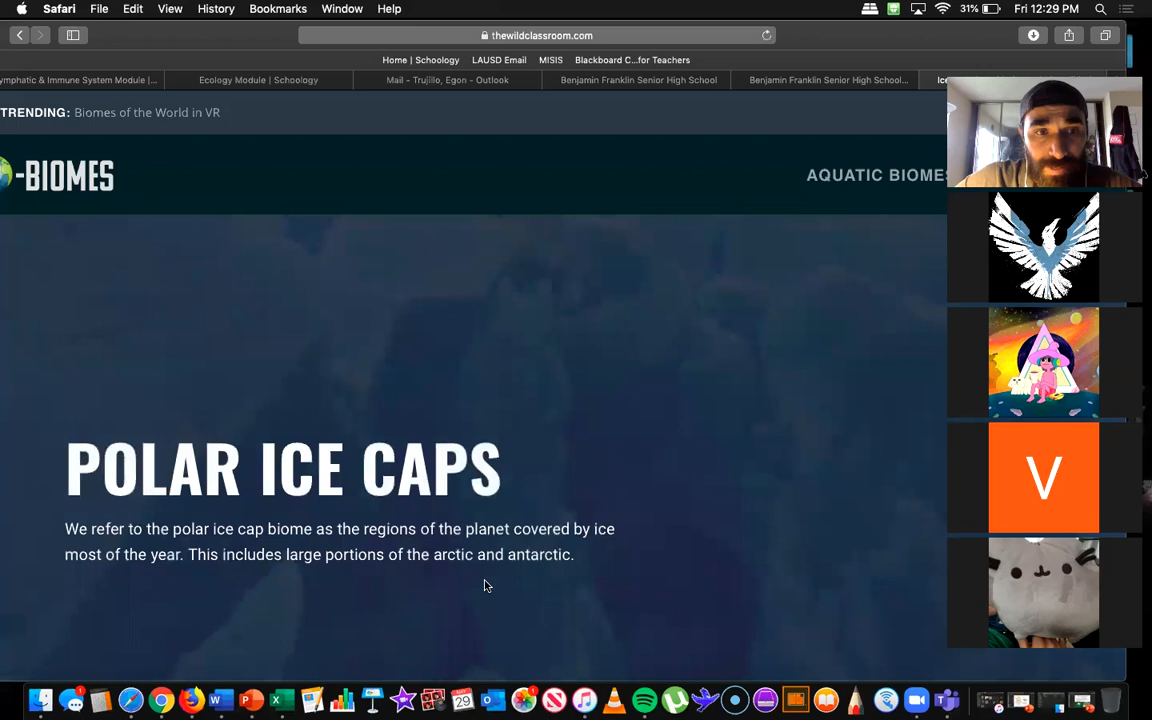 Safari File Edit View History Bookmarks Window Help 31% Fri 12:29 PM
thewildclassroom.com
Home | Schoology LAUSD Email MISIS Blackboard C...for Teachers
ymphatic & Immune System Module |... Ecology Module | Schoology Mail - Trujillo, Egon - Outlook Benjamin Franklin Senior High School Benjamin Franklin Senior High School... Ice
TRENDING: Biomes of the World in VR
-BIOMES AQUATIC BIOMES
POLAR ICE CAPS
We refer to the polar ice cap biome as the regions of the planet covered by ice
most of the year. This includes large portions of the arctic and antarctic.
V